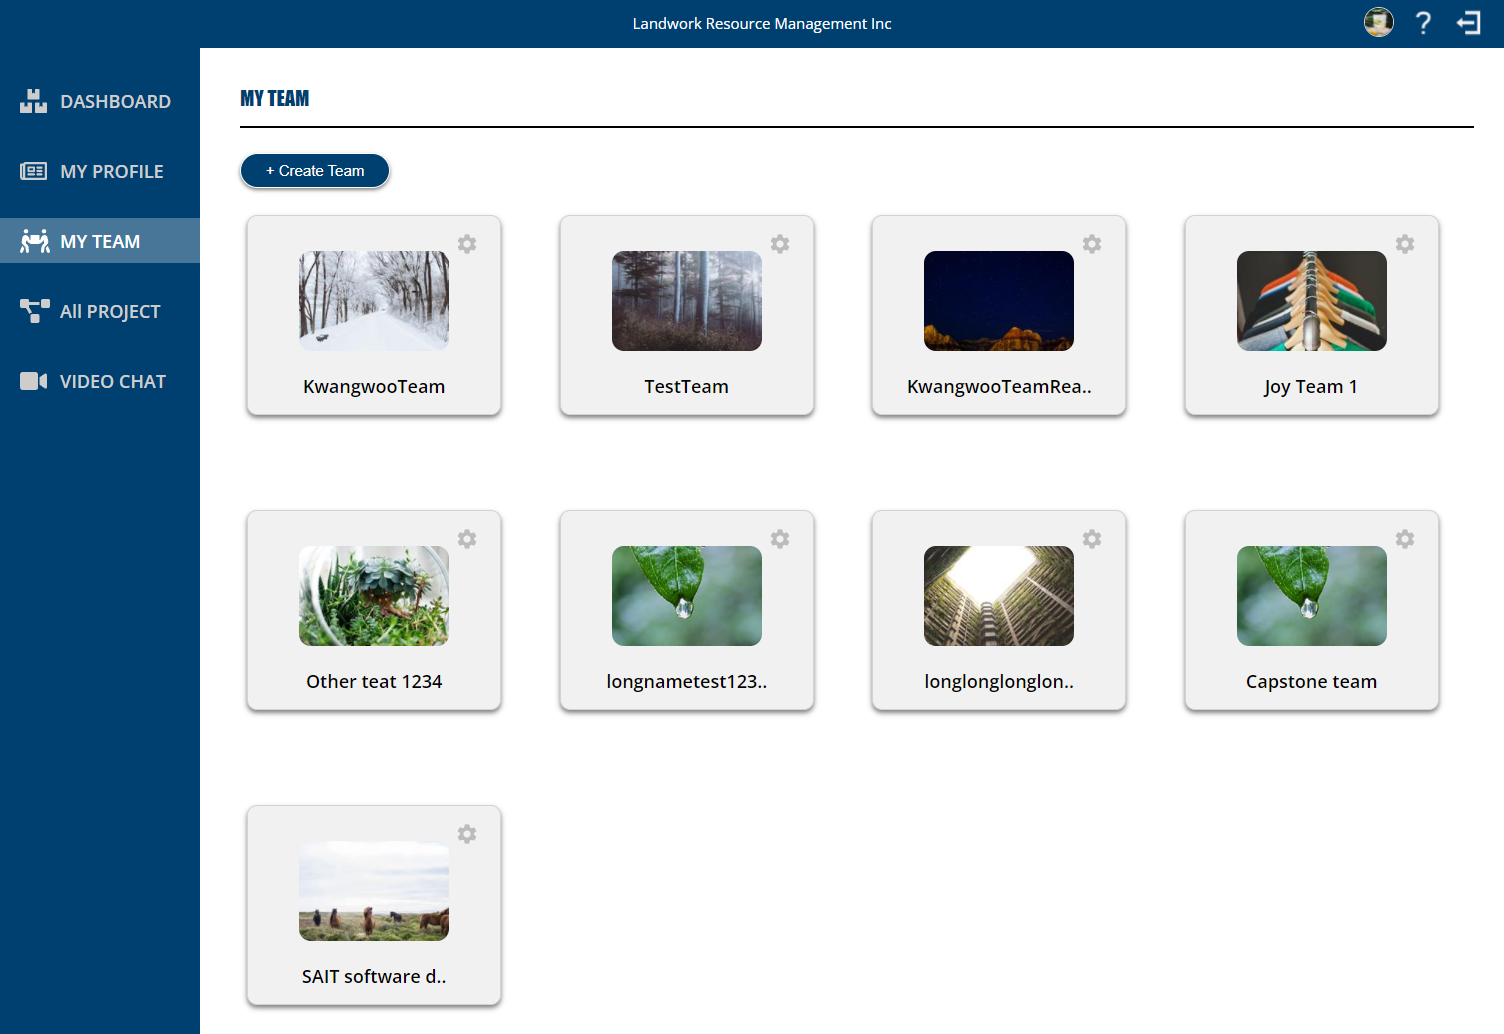 Landwork Resource Management Inc
DASHBOARD
MY PROFILE
MY TEAM
All PROJECT
VIDEO CHAT
MY TEAM
+ Create Team
KwangwooTeam
TestTeam
KwangwooTeamRea..
Joy Team 1
Other teat 1234
longnametest123..
longlonglonglon..
Capstone team
SAIT software d..